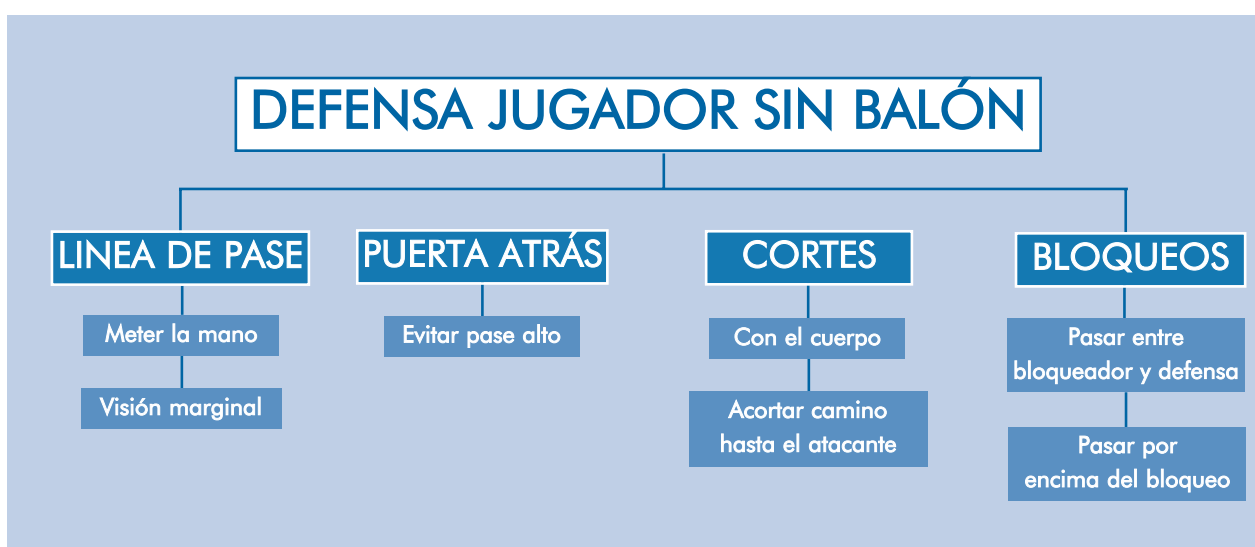 DEFENSA JUGADOR SIN BALÓN
LINEA DE PASE
Meter la mano
Visión marginal
PUERTA ATRÁS
Evitar pase alto
CORTES
Con el cuerpo
Acortar camino
hasta el atacante
BLOQUEOS
Pasar entre
bloqueador y defensa
Pasar por
encima del bloqueo